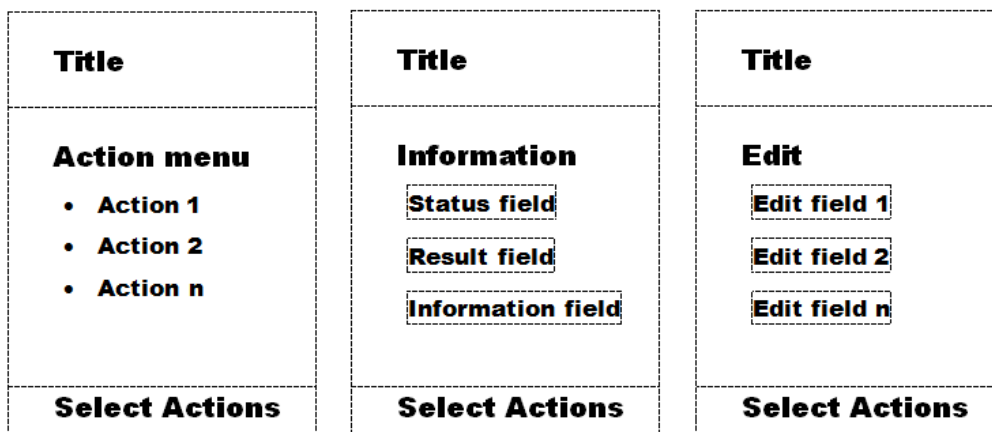 Title
Action menu
• Action 1
• Action 2
• Action n
Select Actions
Title
Information
Status field
Result field
Information field
Select Actions
Title
Edit
Edit field 1
Edit field 2
Edit field n
Select Actions